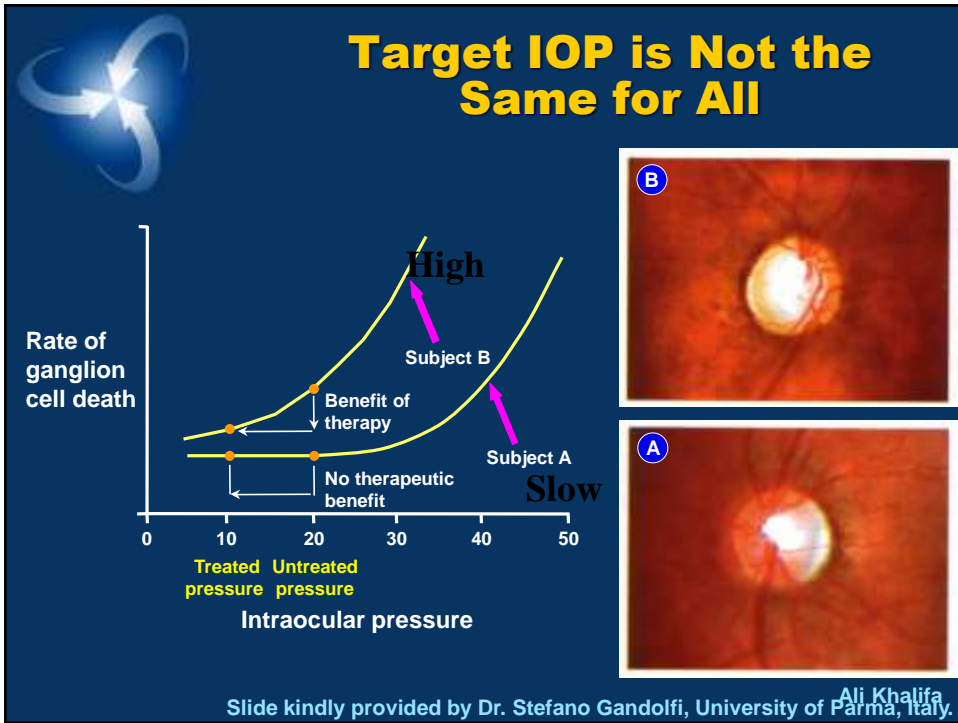 Target IOP is Not the
Same for All
B
High
Rate of
ganglion
cell death
Subject B
Benefit of
therapy
A
Subject A
No therapeutic
benefit
Slow
0 10 20 30 40 50
Treated Untreated
pressure pressure
Intraocular pressure
Ali Khalifa
Slide kindly provided by Dr. Stefano Gandolfi, University of Parma, Italy.